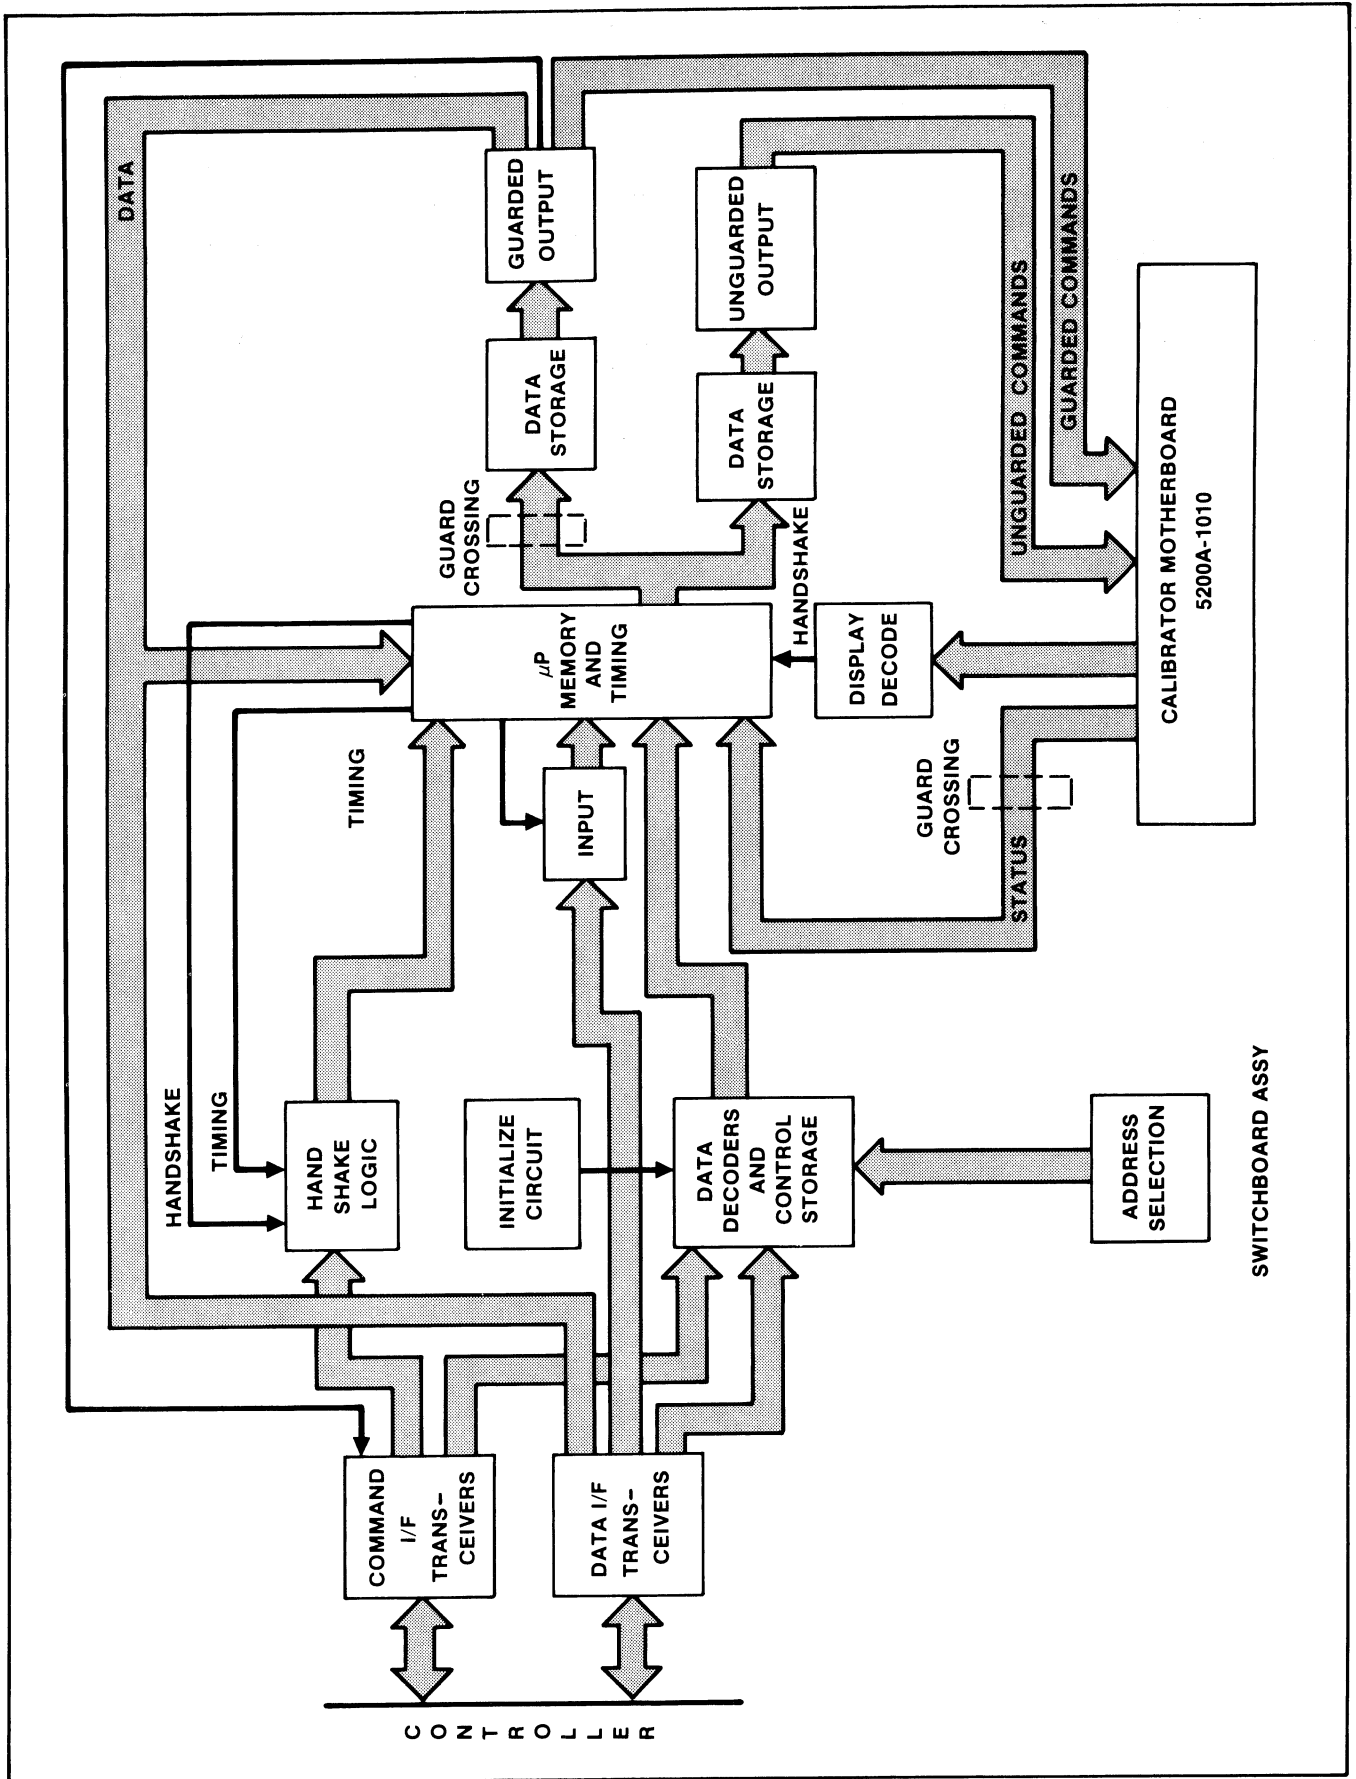 DATA
GUARDED
OUTPUT
DATA
STORAGE
GUARD
CROSSING
UNGUARDED
OUTPUT
DATA
STORAGE
UNGUARDED COMMANDS
GUARDED COMMANDS
HANDSHAKE
TIMING
TIMING
μP
MEMORY
AND
TIMING
HANDSHAKE
DISPLAY
DECODE
INPUT
GUARD
CROSSING
STATUS
CALIBRATOR MOTHERBOARD
5200A-1010
HAND
SHAKE
LOGIC
INITIALIZE
CIRCUIT
DATA
DECODERS
AND
CONTROL
STORAGE
ADDRESS
SELECTION
SWITCHBOARD ASSY
COMMAND
I/F
TRANS-
CEIVERS
DATA I/F
TRANS-
CEIVERS
CONTROLLER